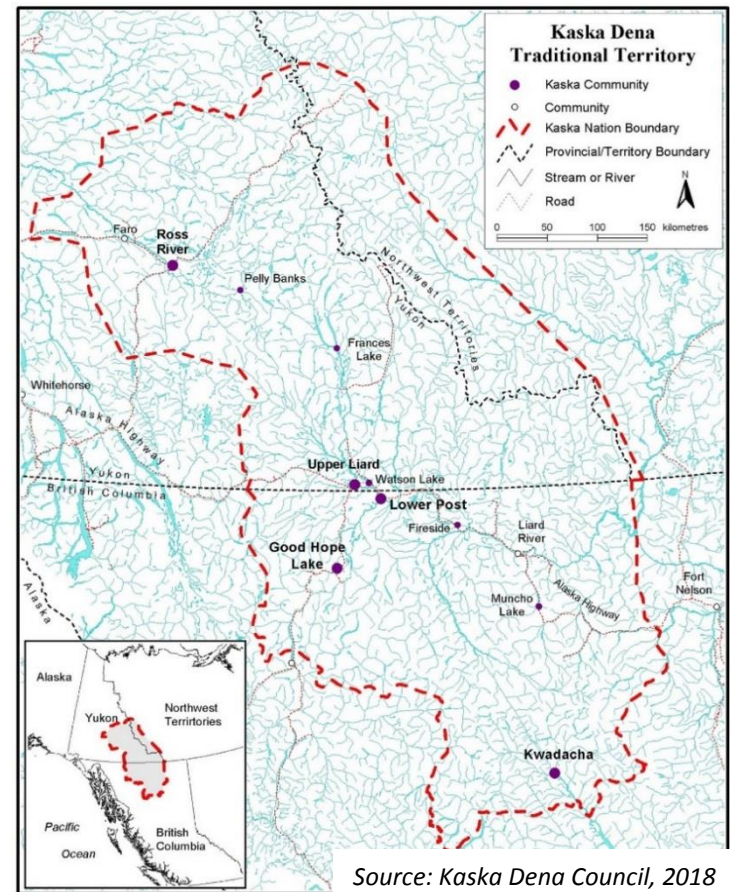 Kaska Dena
Traditional Territory
Kaska Community
Community
Kaska Nation Boundary
Provincial/Territory Boundary
Stream or River
Road
N
0 50 100 150 kilometres
Faro
Ross
River
Pelly Banks
Northwest Territories
Yukon
Frances
Lake
Whitehorse
Alaska Highway
Yukon
British Columbia
Upper Liard
Watson Lake
Lower Post
Fireside
Liard
River
Good Hope
Lake
Muncho
Lake
Alaska Highway
Fort
Nelson
Alaska
Kwadacha
Alaska
Yukon
Northwest
Terrirtories
Pacific
Ocean
British
Columbia
Source: Kaska Dena Council, 2018